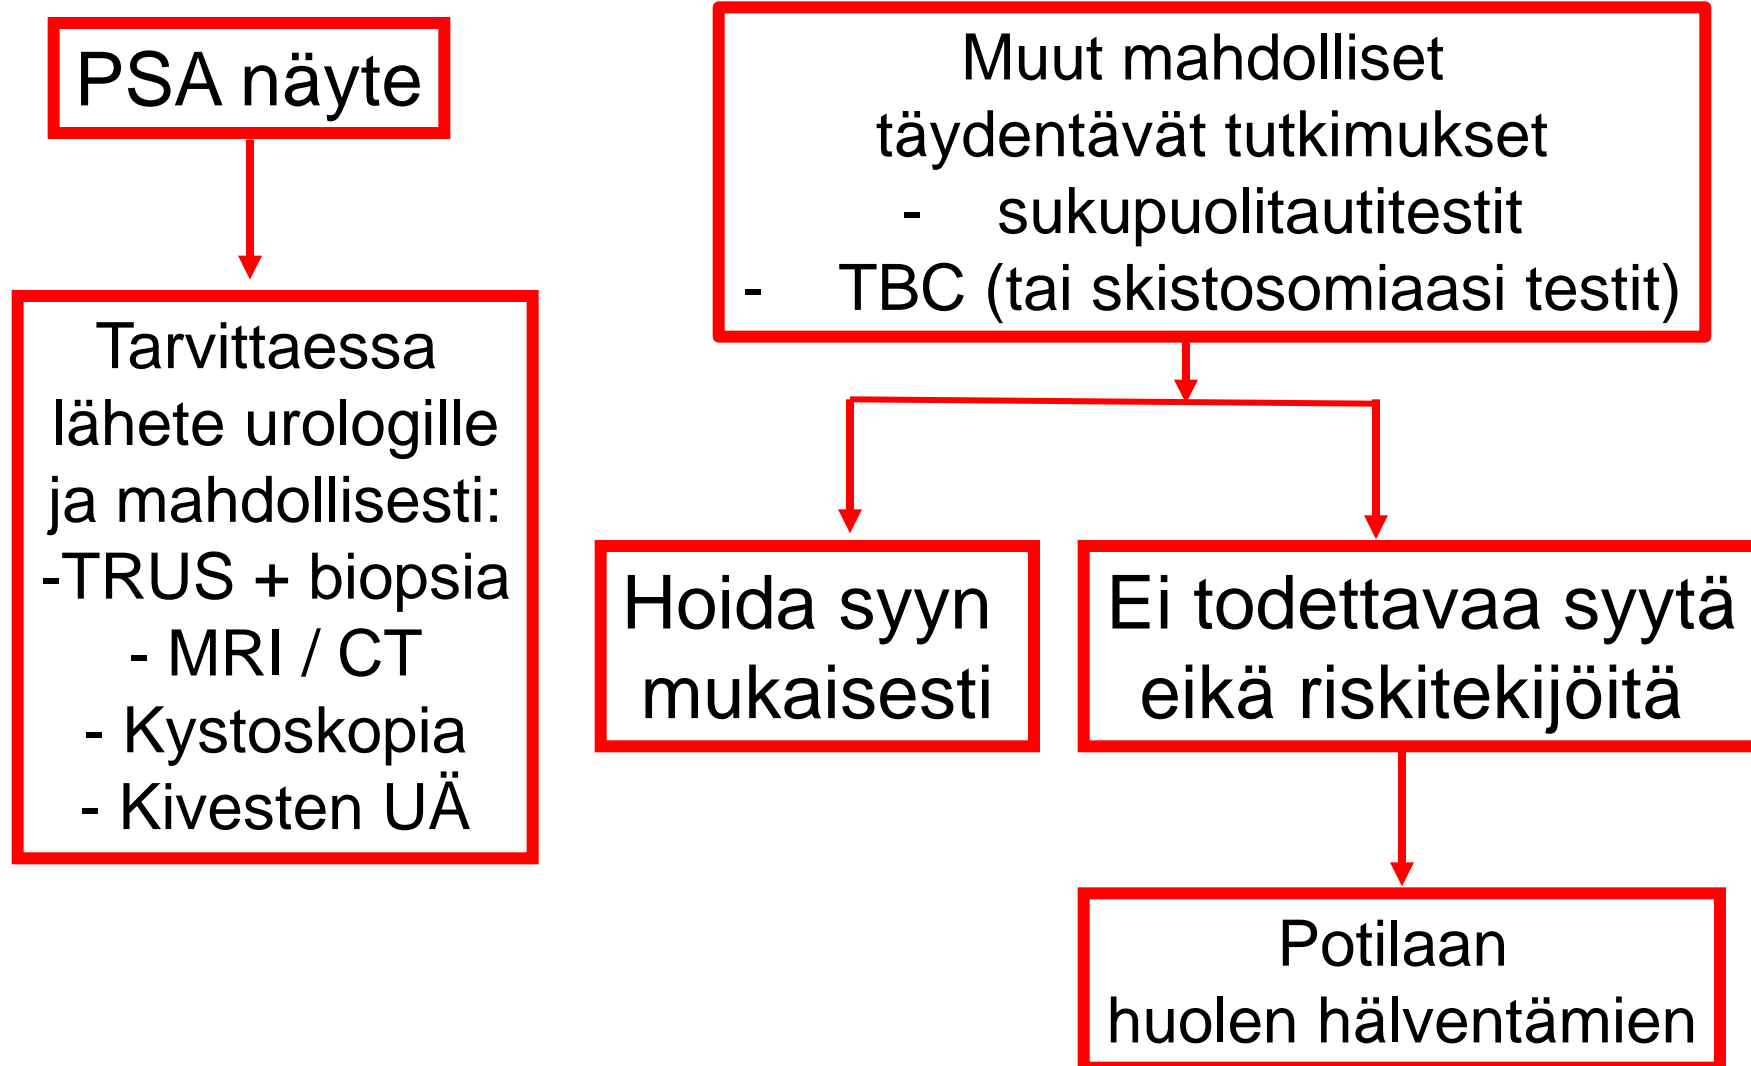 PSA näyte
Tarvittaessa
lähete urologille
ja mahdollisesti:
-TRUS + biopsia
- MRI / CT
- Kystoskopia
- Kivesten UÄ
Muut mahdolliset
täydentävät tutkimukset
- sukupuolitautitestit
- TBC (tai skistosomiaasi testit)
Hoida syyn
mukaisesti
Ei todettavaa syytä
eikä riskitekijöitä
Potilaan
huolen hälventämien